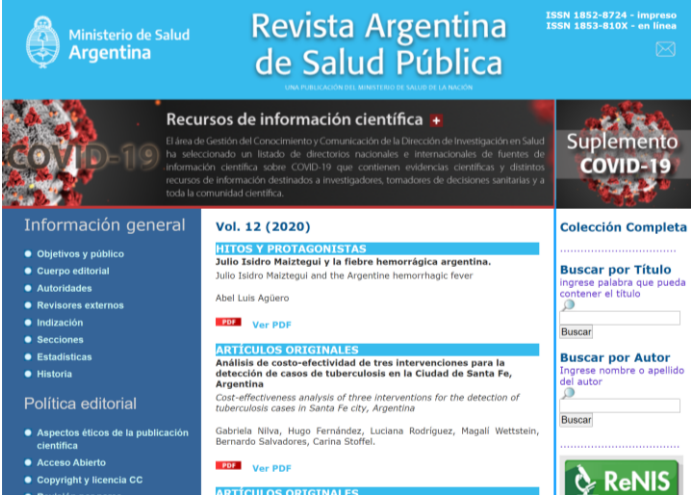 Ministerio de Salud
Argentina
Revista Argentina
de Salud Pública
UNA PUBLICACIÓN DEL MINISTERIO DE SALUD DE LA NACIÓN
ISSN 1852-8724 - impreso
ISSN 1853-810X - en línea
COVID-19
Recursos de información científica +
El área de Gestión del Conocimiento y Comunicación de la Dirección de Investigación en Salud
ha seleccionado un listado de directorios nacionales e internacionales de fuentes de
información científica sobre COVID-19 que contienen evidencias científicas y distintos
recursos de información destinados a investigadores, tomadores de decisiones sanitarias y a
toda la comunidad científica.
Suplemento
COVID-19
Información general
Objetivos y público
Cuerpo editorial
Autoridades
Revisores externos
Indización
Secciones
Estadísticas
Historia
Política editorial
Aspectos éticos de la publicación
científica
Acceso Abierto
Copyright y licencia CC
Vol. 12 (2020)
HITOS Y PROTAGONISTAS
Julio Isidro Maiztegui y la fiebre hemorrágica argentina.
Julio Isidro Maiztegui and the Argentine hemorrhagic fever
Abel Luis Agüero
PDF Ver PDF
ARTÍCULOS ORIGINALES
Análisis de costo-efectividad de tres intervenciones para la
detección de casos de tuberculosis en la Ciudad de Santa Fe,
Argentina
Cost-effectiveness analysis of three interventions for the detection of
tuberculosis cases in Santa Fe city, Argentina
Gabriela Nilva, Hugo Fernández, Luciana Rodríguez, Magalí Wettstein,
Bernardo Salvadores, Carina Stoffel.
PDF Ver PDF
ARTÍCULOS ORIGINALES
Colección Completa
Buscar por Título
ingrese palabra que pueda
contener el título
Buscar
Buscar por Autor
Ingrese nombre o apellido
del autor
Buscar
ReNIS